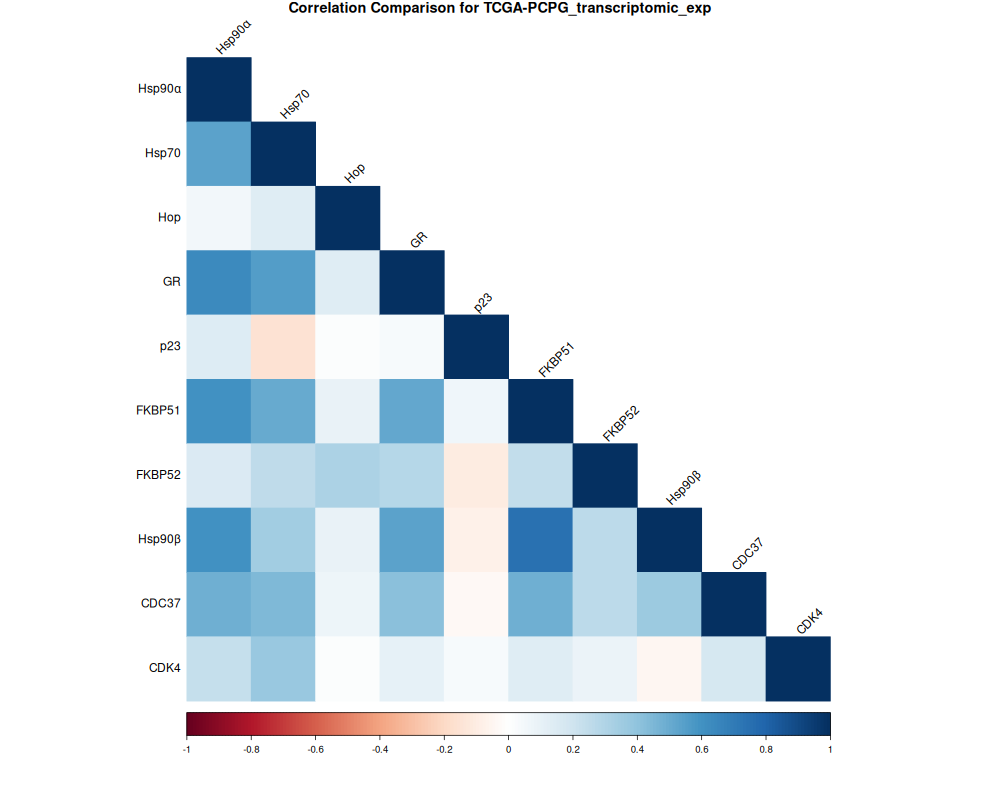 Correlation Comparison for TCGA-PCPG_transcriptomic_exp
Hsp90α
Hsp90α
Hsp70
Hsp70
Hop
Hop
GR
GR
p23
p23
FKBP51
FKBP51
FKBP52
FKBP52
Hsp90β
Hsp90β
CDC37
CDC37
CDK4
CDK4
-1 -0.8 -0.6 -0.4 -0.2 0 0.2 0.4 0.6 0.8 1